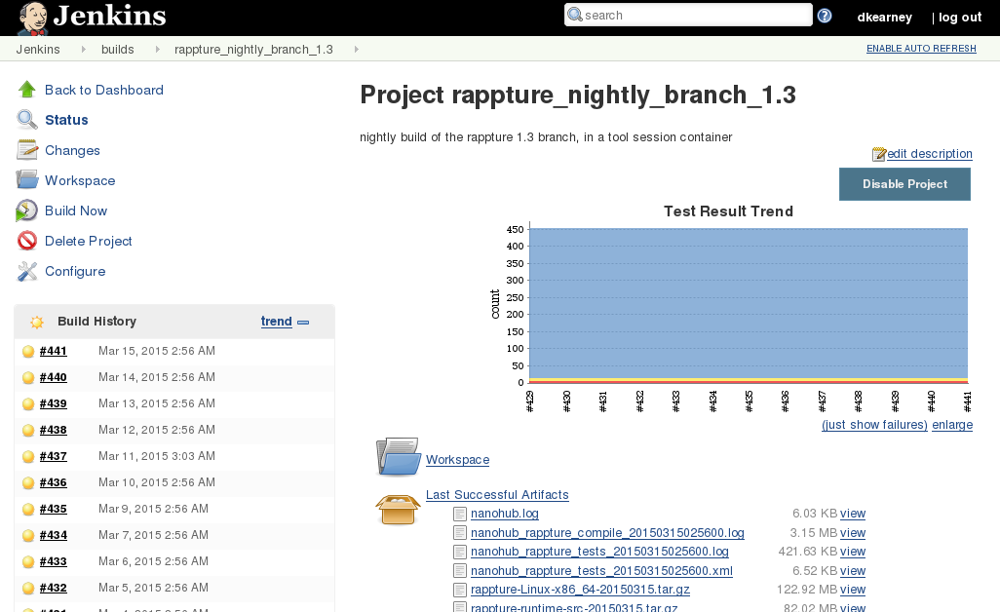 Jenkins
search
dkearney | log out
Jenkins builds rappture_nightly_branch_1.3
ENABLE AUTO REFRESH
Back to Dashboard
Status
Changes
Workspace
Build Now
Delete Project
Configure
Build History trend
#441 Mar 15, 2015 2:56 AM
#440 Mar 14, 2015 2:56 AM
#439 Mar 13, 2015 2:56 AM
#438 Mar 12, 2015 2:56 AM
#437 Mar 11, 2015 3:03 AM
#436 Mar 10, 2015 2:56 AM
#435 Mar 9, 2015 2:56 AM
#434 Mar 7, 2015 2:56 AM
#433 Mar 6, 2015 2:56 AM
#432 Mar 5, 2015 2:56 AM
Project rappture_nightly_branch_1.3
nightly build of the rappture 1.3 branch, in a tool session container
edit description
Disable Project
Test Result Trend
count
450
400
350
300
250
200
150
100
50
0
#429 #430 #431 #432 #433 #434 #435 #436 #437 #438 #439 #440 #441
(just show failures) enlarge
Workspace
Last Successful Artifacts
nanohub.log 6.03 KB view
nanohub_rappture_compile_20150315025600.log 3.15 MB view
nanohub_rappture_tests_20150315025600.log 421.63 KB view
nanohub_rappture_tests_20150315025600.xml 6.52 KB view
rappture-Linux-x86_64-20150315.tar.gz 122.92 MB view
rappture-runtime-src-20150315.tar.gz 82.02 MB view